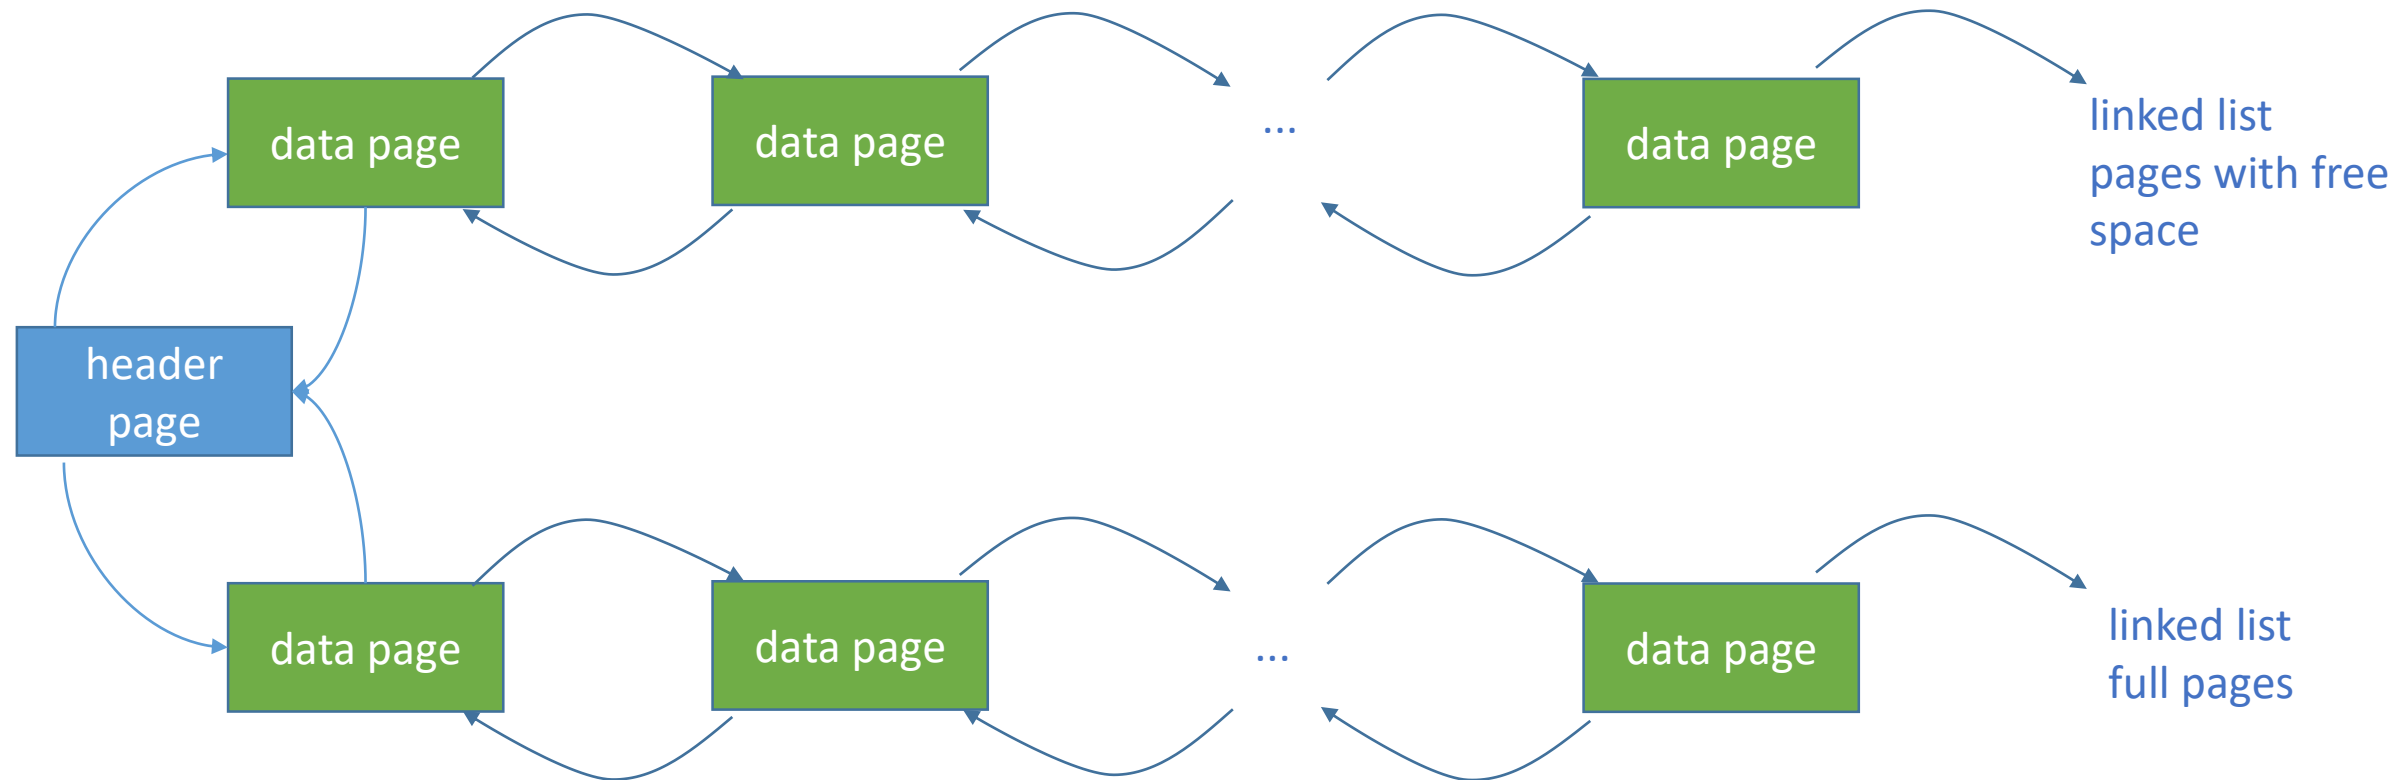 data page
data page
...
data page
linked list
pages with free
space
header
page
data page
data page
...
data page
linked list
full pages